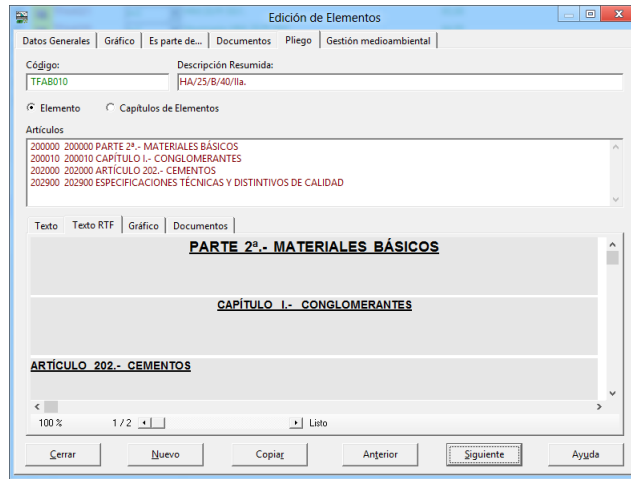 Edición de Elementos
Datos Generales Gráfico Es parte de... Documentos Pliego Gestión medioambiental
Código: Descripción Resumida:
TFAB010 HA/25/B/40/IIa.
Elemento Capítulos de Elementos
Artículos
200000 200000 PARTE 2ª.- MATERIALES BÁSICOS
200010 200010 CAPÍTULO I.- CONGLOMERANTES
202000 202000 ARTÍCULO 202.- CEMENTOS
202900 202900 ESPECIFICACIONES TÉCNICAS Y DISTINTIVOS DE CALIDAD
Texto Texto RTF Gráfico Documentos
PARTE 2ª.- MATERIALES BÁSICOS
CAPÍTULO I.- CONGLOMERANTES
ARTÍCULO 202.- CEMENTOS
100 % 1 / 2 Listo
Cerrar Nuevo Copiar Anterior Siguiente Ayuda